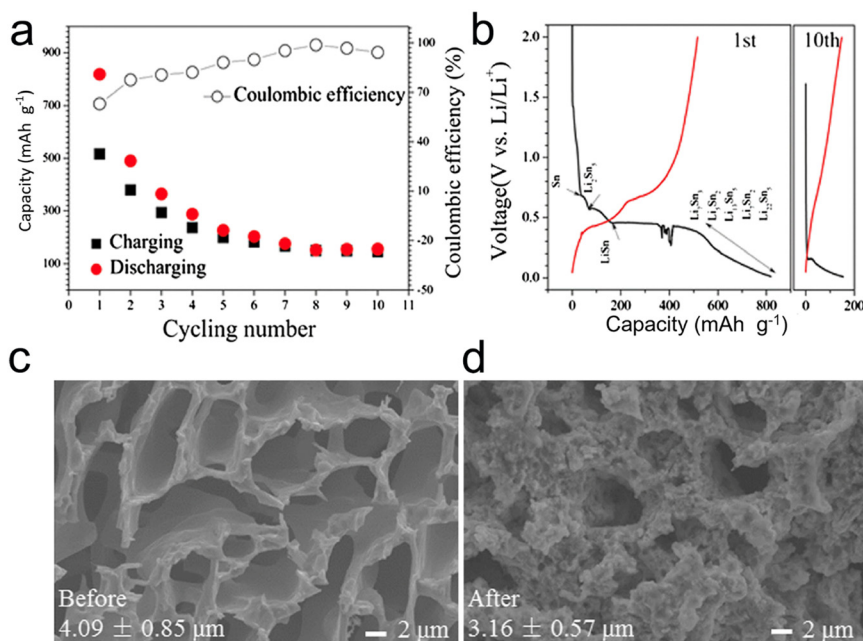 a
Capacity (mAh g-1)
900
700
500
300
100
Coulombic efficiency
Charging
Discharging
0 1 2 3 4 5 6 7 8 9 10 11
Cycling number
100
70
40
10
-20
-50
Coulombic efficiency (%)
b
Voltage(V vs. Li/Li+)
2.0
1.5
1.0
0.5
0.0
1st
10th
Sn
Li2Sn5
LiSn
Li7Sn3
Li5Sn2
Li13Sn5
Li7Sn2
Li22Sn5
0 200 400 600 800
0 200
Capacity (mAh g-1)
c
Before
4.09 ± 0.85 µm
2 µm
d
After
3.16 ± 0.57 µm
2 µm